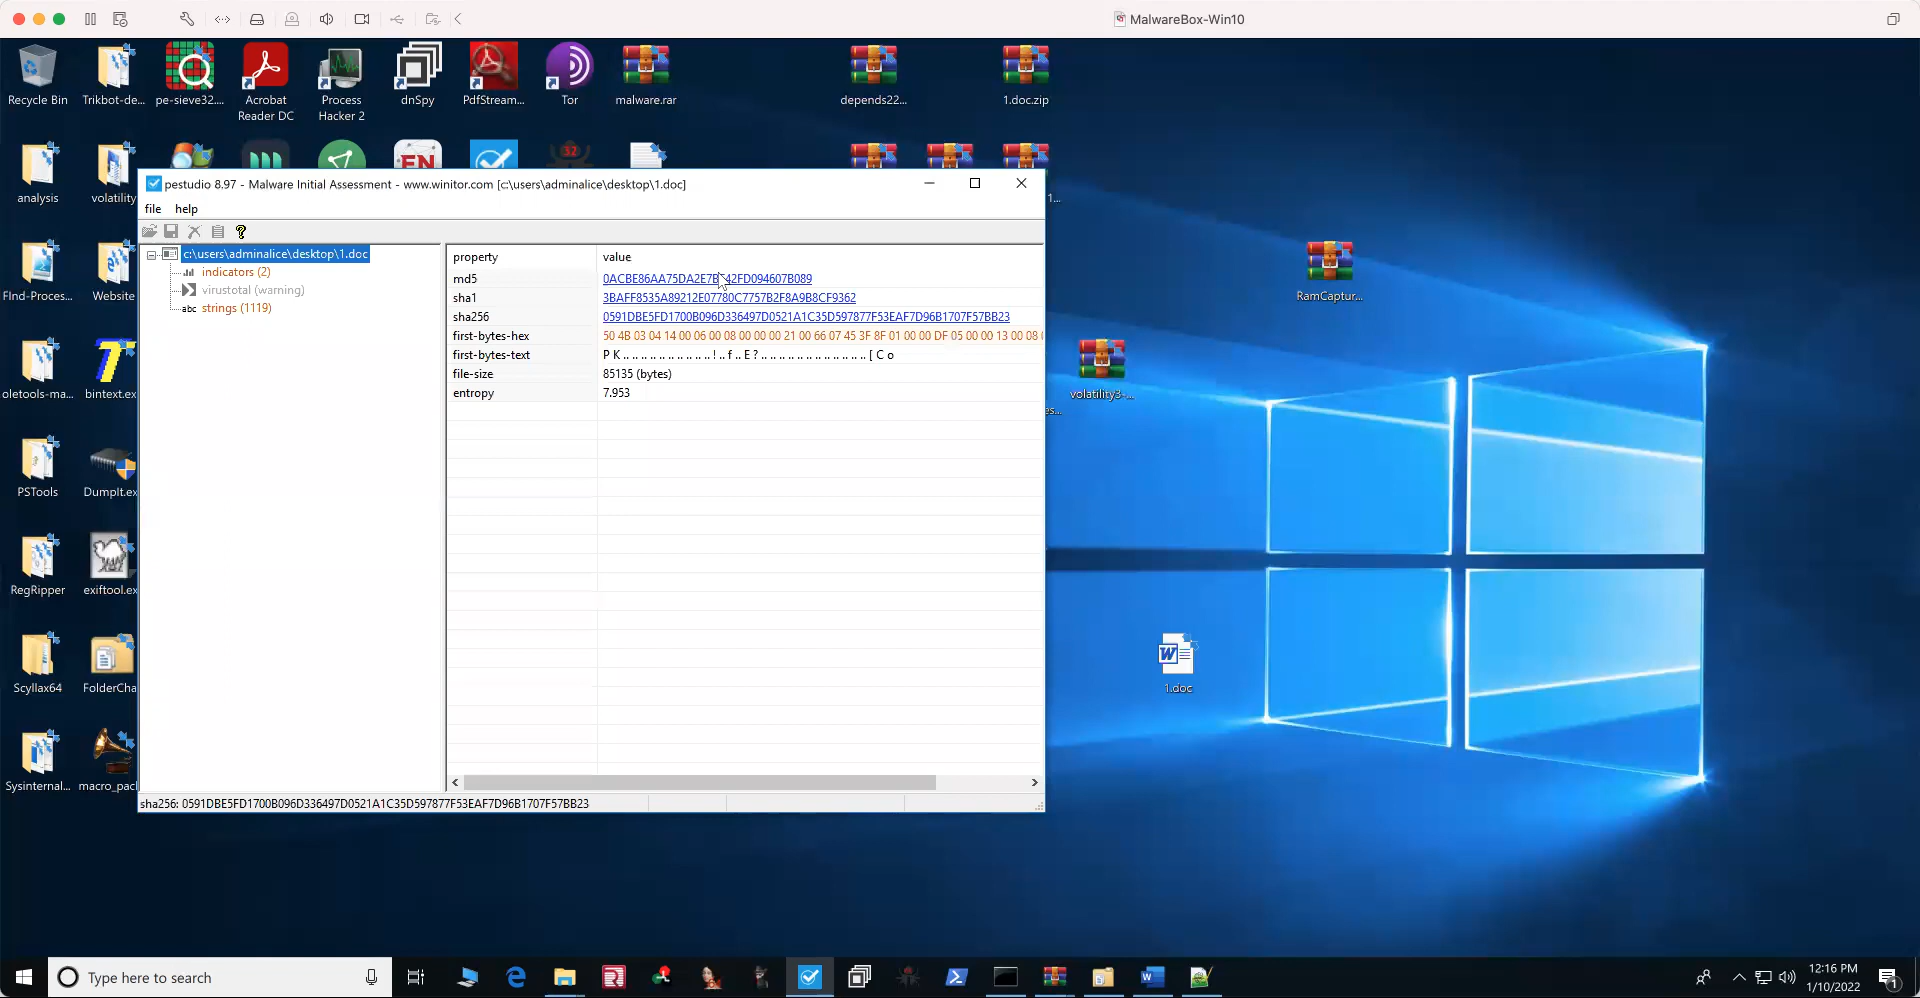 MalwareBox-Win10
Recycle Bin
Trikbot-de...
pe-sieve32....
Acrobat
Reader DC
Process
Hacker 2
dnSpy
PdfStream...
Tor
malware.rar
depends22...
1.doc.zip
EN
32
analysis
volatility
1...
pestudio 8.97 - Malware Initial Assessment - www.winitor.com [c:\users\adminalice\desktop\1.doc]
file help
c:\users\adminalice\desktop\1.doc
indicators (2)
virustotal (warning)
abc strings (1119)
property value
md5
sha1 3BAFF8535A89212E07780C7757B2F8A9B8CF9362
sha256 0591DBE5FD1700B096D336497D0521A1C35D597877F53EAF7D96B1707F57BB23
first-bytes-hex 50 4B 03 04 14 00 06 00 08 00 00 00 21 00 66 07 45 3F 8F 01 00 00 DF 05 00 00 13 00 08
first-bytes-text P K .. .. .. .. .. .. .. .. .. .. ! .. f .. E ? .. .. .. .. .. .. .. .. .. .. .. .. [ C o
file-size 85135 (bytes)
entropy 7.953
sha256: 0591DBE5FD1700B096D336497D0521A1C35D597877F53EAF7D96B1707F57BB23
FInd-Proces...
Website
RamCaptur...
oletools-ma...
bintext.ex
volatility3-...
es...
PSTools
DumpIt.ex
RegRipper
exiftool.ex
Scyllax64
FolderCha
1.doc
Sysinternal...
macro_pac
Type here to search
12:16 PM
1/10/2022
1